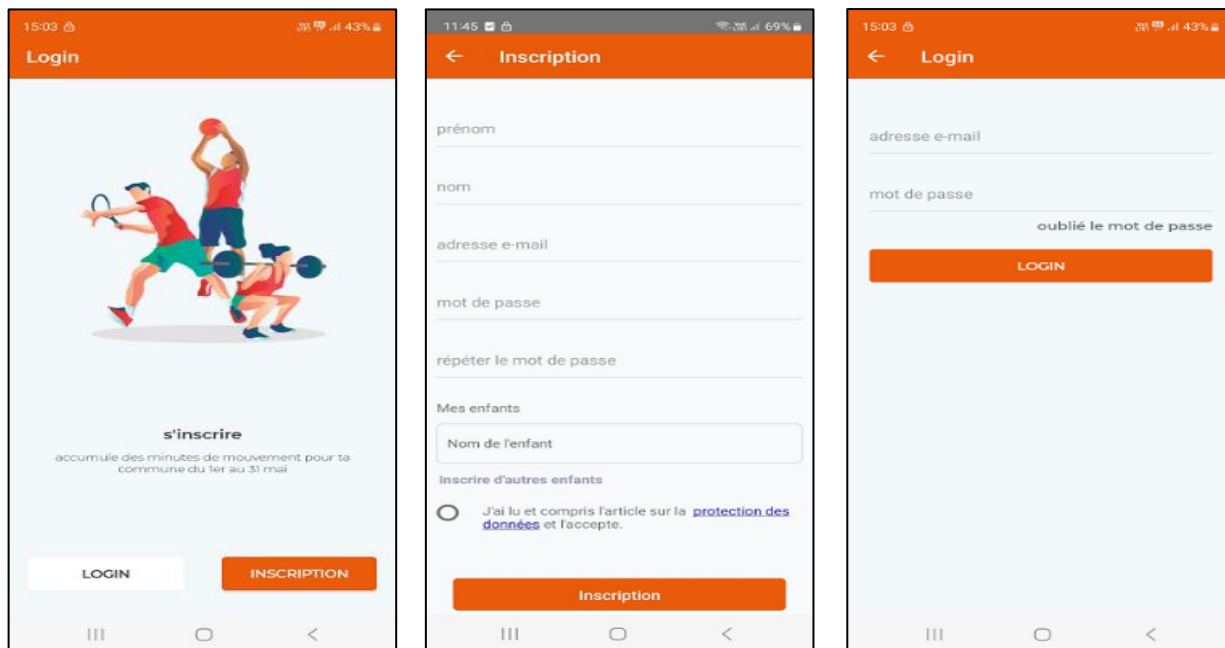 15:03
43%
Login
s'inscrire
accumule des minutes de mouvement pour ta
commune du 1er au 31 mai
LOGIN
INSCRIPTION
11:45
69%
Inscription
prénom
nom
adresse e-mail
mot de passe
répéter le mot de passe
Mes enfants
Nom de l'enfant
Inscrire d'autres enfants
J'ai lu et compris l'article sur la protection des
données et l'accepte.
Inscription
15:03
43%
Login
adresse e-mail
mot de passe
oublié le mot de passe
LOGIN